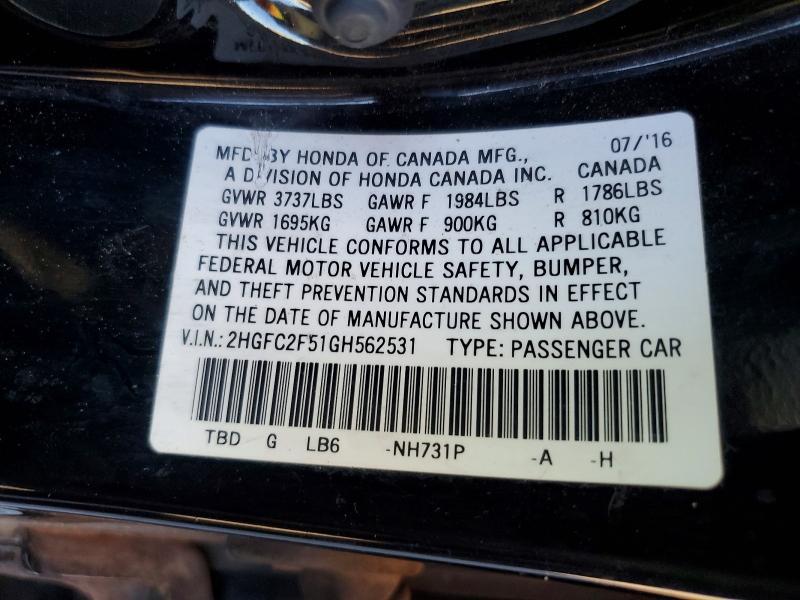 07/'16
MFD BY HONDA OF CANADA MFG.,
A DIVISION OF HONDA CANADA INC. CANADA
GVWR 3737LBS GAWR F 1984LBS R 1786LBS
GVWR 1695KG GAWR F 900KG R 810KG
THIS VEHICLE CONFORMS TO ALL APPLICABLE
FEDERAL MOTOR VEHICLE SAFETY, BUMPER,
AND THEFT PREVENTION STANDARDS IN EFFECT
ON THE DATE OF MANUFACTURE SHOWN ABOVE.
V.I.N.: 2HGFC2F51GH562531 TYPE: PASSENGER CAR
TBD G LB6 -NH731P -A -H